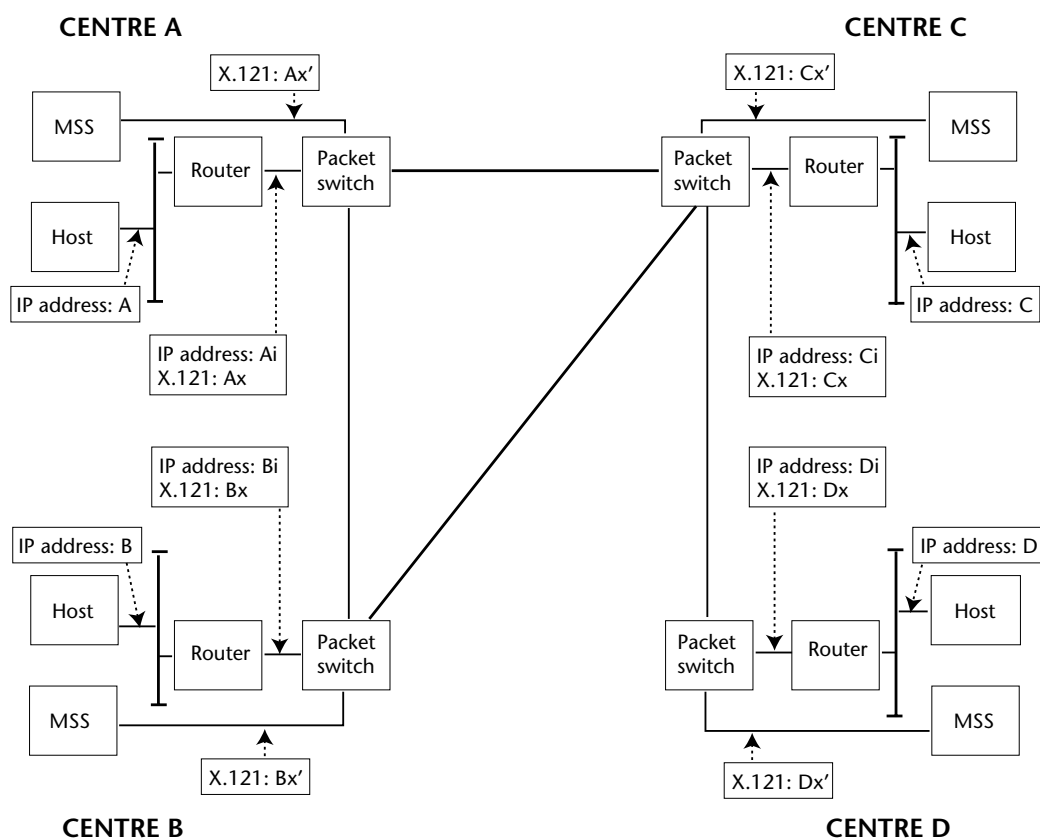 CENTRE A
CENTRE C
X.121: Ax′
X.121: Cx′
MSS
Router
Packet
switch
Host
IP address: A
IP address: Ai
X.121: Ax
Packet
switch
Router
MSS
Host
IP address: C
IP address: Ci
X.121: Cx
IP address: Bi
X.121: Bx
IP address: B
Host
Router
Packet
switch
MSS
X.121: Bx′
IP address: Di
X.121: Dx
IP address: D
Packet
switch
Router
Host
MSS
X.121: Dx′
CENTRE B
CENTRE D